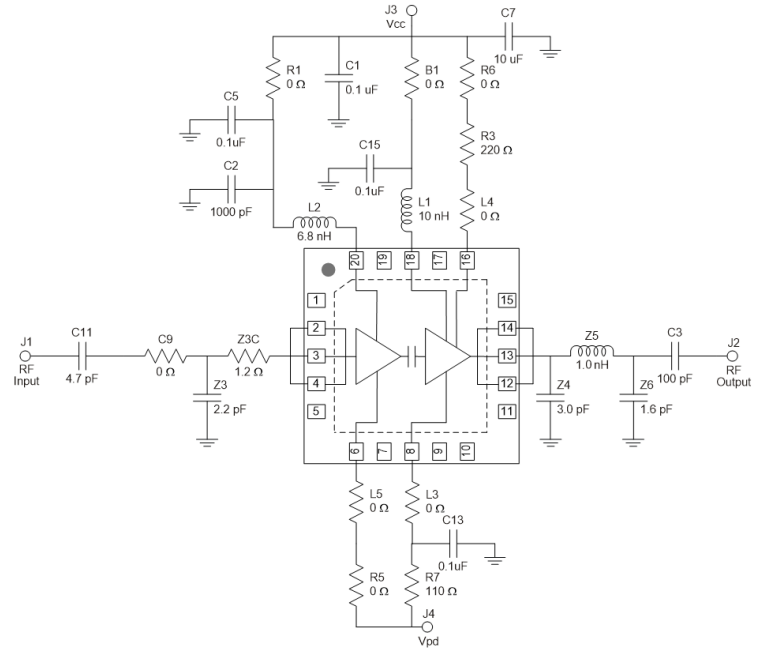 J3
Vcc
C7
10 uF
R1
0 Ω
C1
0.1 uF
B1
0 Ω
R6
0 Ω
C5
0.1uF
R3
220 Ω
C15
0.1uF
C2
1000 pF
L1
10 nH
L4
0 Ω
L2
6.8 nH
20
19
18
17
16
1
2
3
4
5
15
14
13
12
11
J1
RF
Input
C11
4.7 pF
C9
0 Ω
Z3C
1.2 Ω
Z3
2.2 pF
Z5
1.0 nH
C3
100 pF
J2
RF
Output
Z4
3.0 pF
Z6
1.6 pF
6
7
8
9
10
L5
0 Ω
L3
0 Ω
C13
0.1uF
R5
0 Ω
R7
110 Ω
J4
Vpd